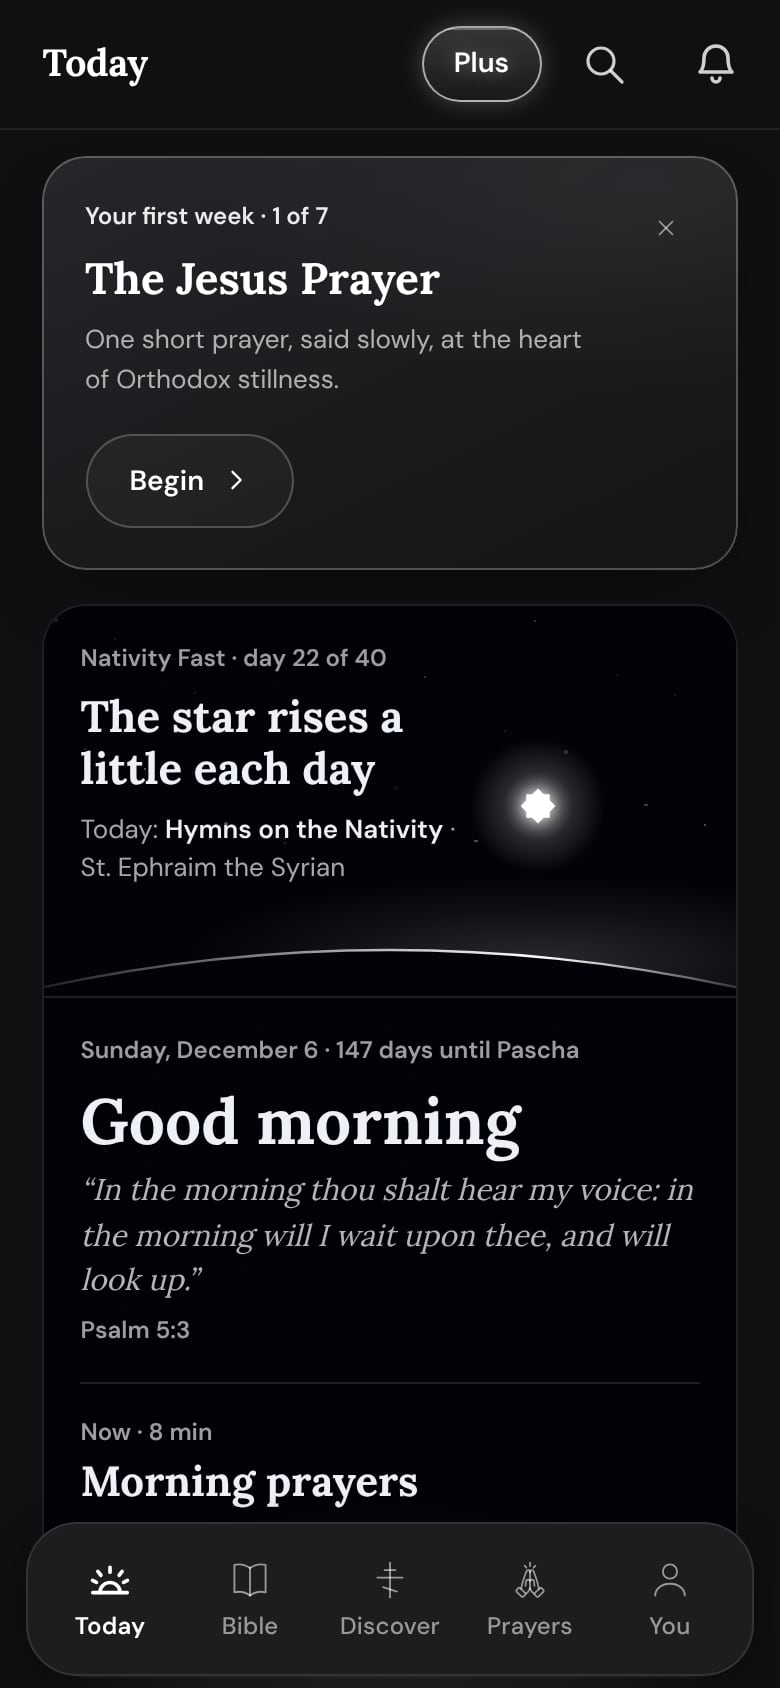 Today
Plus
Your first week · 1 of 7
The Jesus Prayer
One short prayer, said slowly, at the heart
of Orthodox stillness.
Begin
Nativity Fast · day 22 of 40
The star rises a
little each day
Today: Hymns on the Nativity ·
St. Ephraim the Syrian
Sunday, December 6 · 147 days until Pascha
Good morning
“In the morning thou shalt hear my voice: in
the morning will I wait upon thee, and will
look up.”
Psalm 5:3
Now · 8 min
Morning prayers
Today
Bible
Discover
Prayers
You